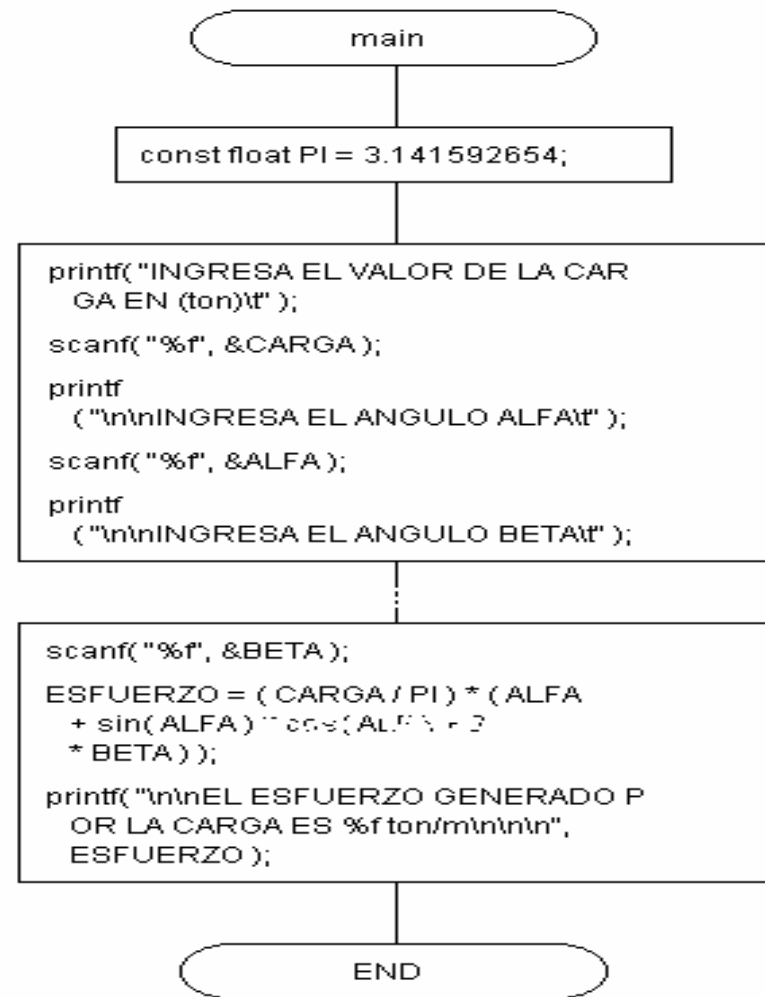 main
const float PI = 3.141592654;
printf( "INGRESA EL VALOR DE LA CAR
GA EN (ton)\t" );
scanf( "%f", &CARGA );
printf
( "\n\nINGRESA EL ANGULO ALFA\t" );
scanf( "%f", &ALFA );
printf
( "\n\nINGRESA EL ANGULO BETA\t" );
scanf( "%f", &BETA );
ESFUERZO = ( CARGA / PI ) * ( ALFA
+ sin( ALFA )
* BETA ) );
printf( "\n\nEL ESFUERZO GENERADO P
OR LA CARGA ES %f ton/m\n\n\n",
ESFUERZO );
END